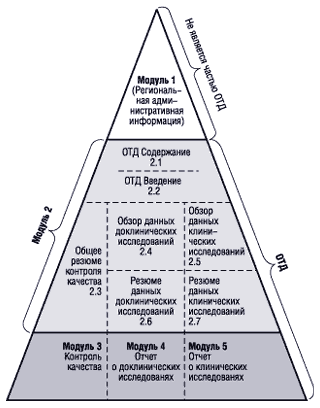 Не является частью ОТД
Модуль 1
(Региональ-
ная адми-
нистративная
информация)
ОТД Содержание
2.1
ОТД Введение
2.2
Модуль 2
ОТД
Общее
резюме
контроля
качества
2.3
Обзор данных
доклинических
исследований
2.4
Обзор
данных
клини-
ческих
исследований
2.5
Резюме
данных
доклинических
исследований
2.6
Резюме
данных
клинических
исследований
2.7
Модуль 3
Контроль
качества
Модуль 4
Отчет
о доклинических
исследованях
Модуль 5
Отчет
о клинических
исследованиях